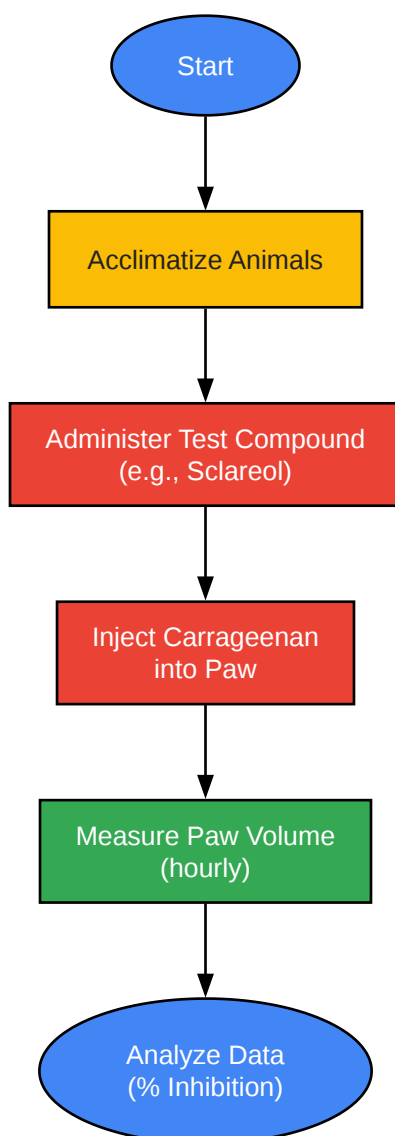 Start
Acclimatize Animals
Administer Test Compound
(e.g., Sclareol)
Inject Carrageenan
into Paw
Measure Paw Volume
(hourly)
Analyze Data
(% Inhibition)